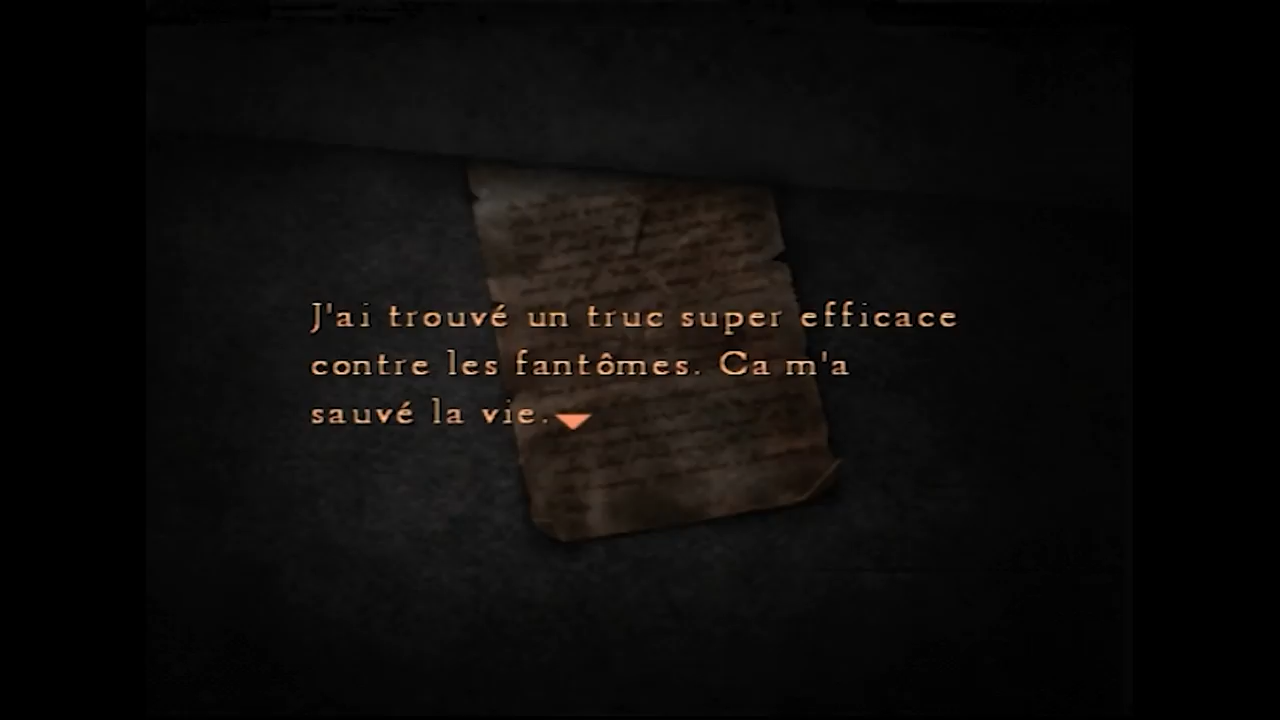 J'ai trouvé un truc super efficace
contre les fantômes. Ca m'a
sauvé la vie.